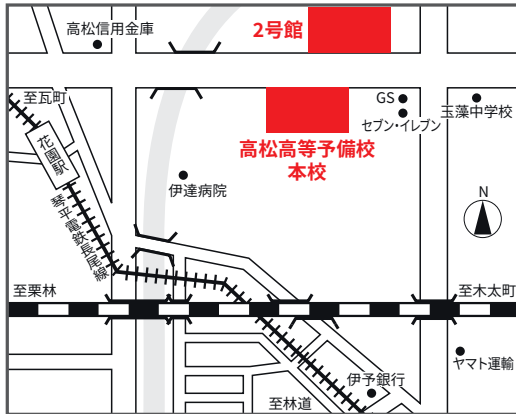 高松信用金庫
2号館
至瓦町
GS
セブン・イレブン
玉藻中学校
花園駅
高松高等予備校
本校
伊達病院
琴平電鉄長尾線
N
至栗林
至木太町
ヤマト運輸
伊予銀行
至林道